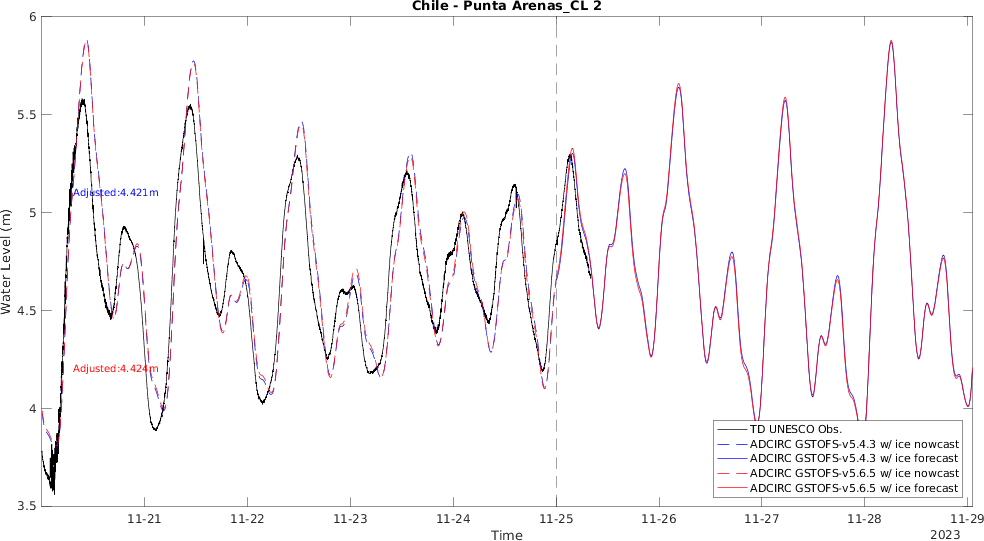 Chile - Punta Arenas_CL 2
6
5.5
5
4.5
4
3.5
Water Level (m)
Adjusted:4.421m
Adjusted:4.424m
TD UNESCO Obs.
ADCIRC GSTOFS-v5.4.3 w/ ice nowcast
ADCIRC GSTOFS-v5.4.3 w/ ice forecast
ADCIRC GSTOFS-v5.6.5 w/ ice nowcast
ADCIRC GSTOFS-v5.6.5 w/ ice forecast
11-21 11-22 11-23 11-24 11-25 11-26 11-27 11-28 11-29
Time
2023